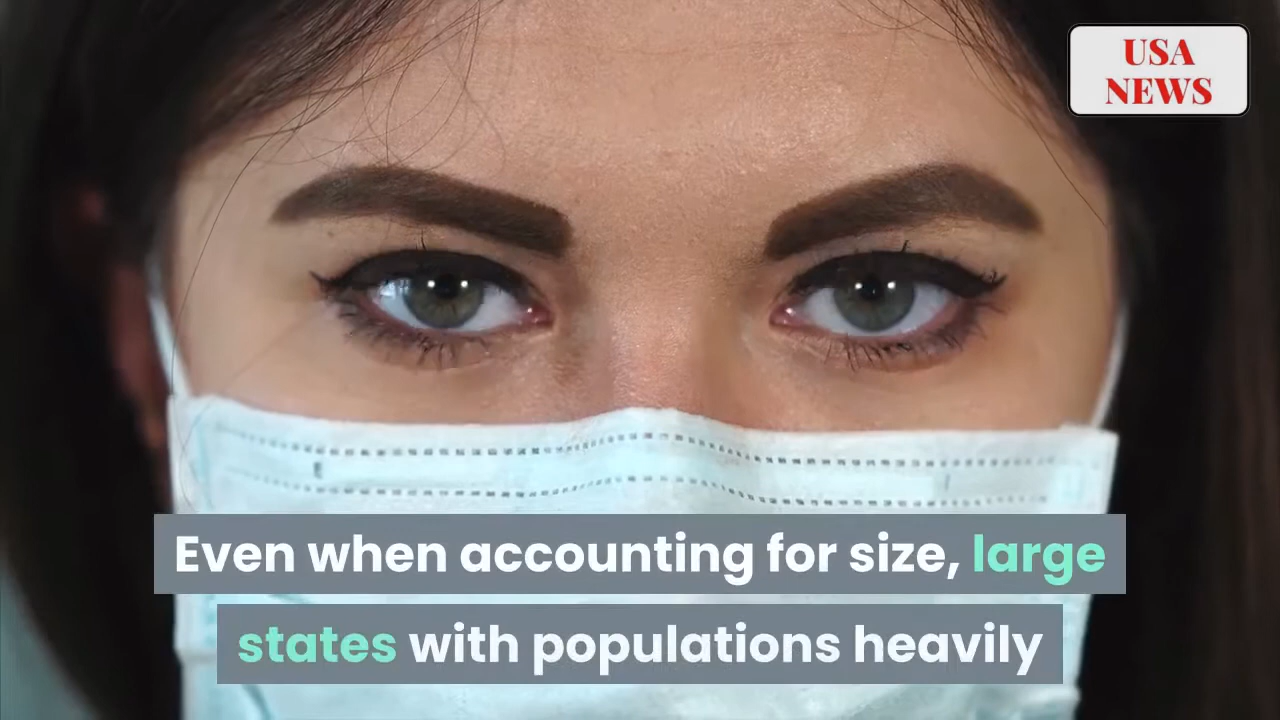 USA
NEWS
Even when accounting for size, large
states with populations heavily